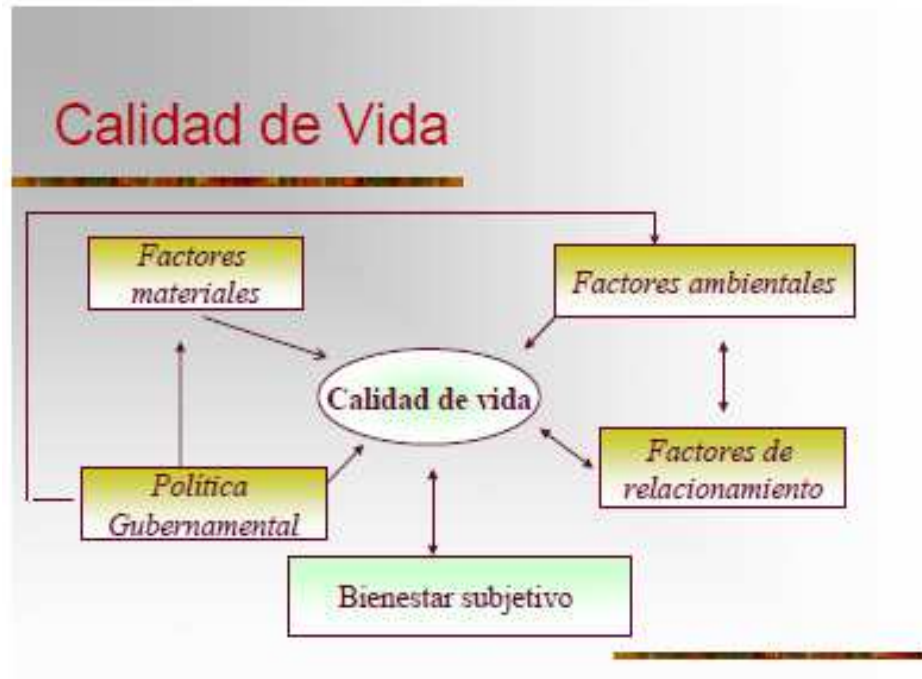 Calidad de Vida
Factores
materiales
Factores ambientales
Calidad de vida
Factores de
relacionamiento
Política
Gubernamental
Bienestar subjetivo